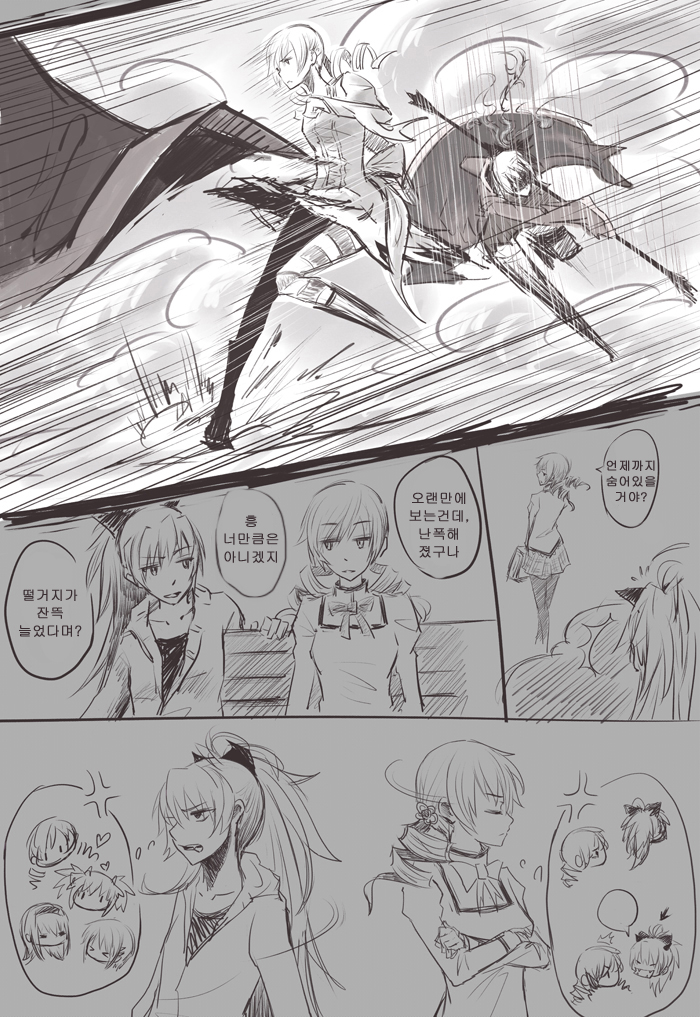 언제까지
숨어있을
거야?
오랜만에
보는건데,
난폭해
졌구나
흥
너만큼은
아니겠지
떨거지가
잔뜩
늘었다며?